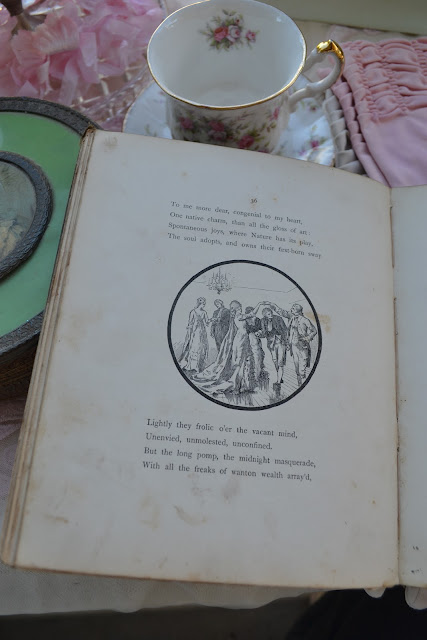 36
To me more dear, congenial to my heart,
One native charm, than all the gloss of art:
Spontaneous joys, where Nature has its play,
The soul adopts, and owns their first-born sway
Lightly they frolic o'er the vacant mind,
Unenvied, unmolested, unconfined.
But the long pomp, the midnight masquerade,
With all the freaks of wanton wealth array'd,